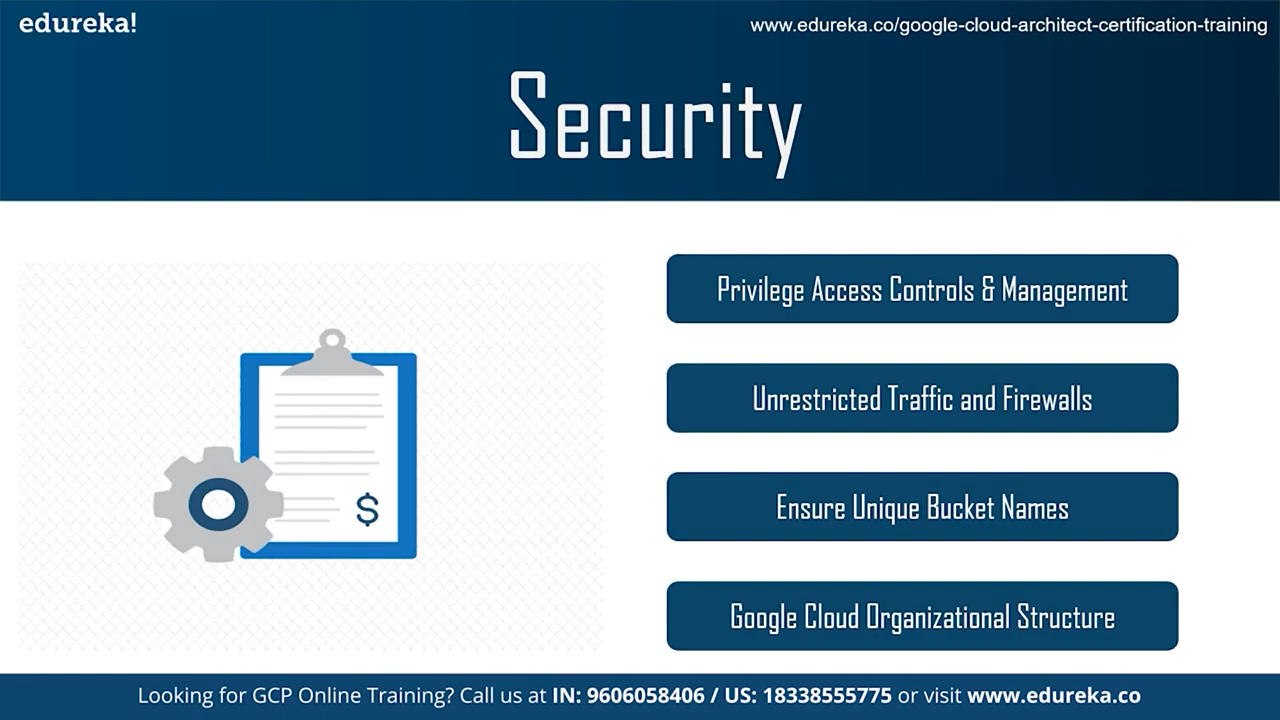 edureka!
www.edureka.co/google-cloud-architect-certification-training
Security
Privilege Access Controls & Management
Unrestricted Traffic and Firewalls
Ensure Unique Bucket Names
Google Cloud Organizational Structure
$
Looking for GCP Online Training? Call us at IN: 9606058406 / US: 18338555775 or visit www.edureka.co